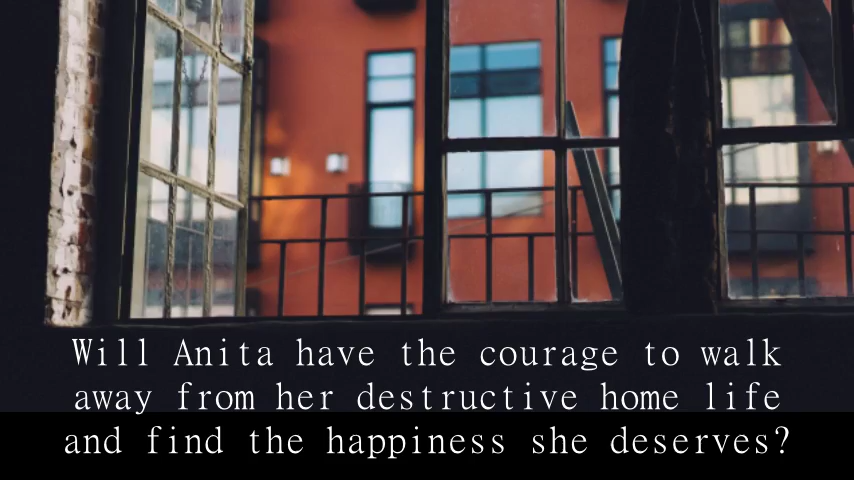 Will Anita have the courage to walk
away from her destructive home life
and find the happiness she deserves?